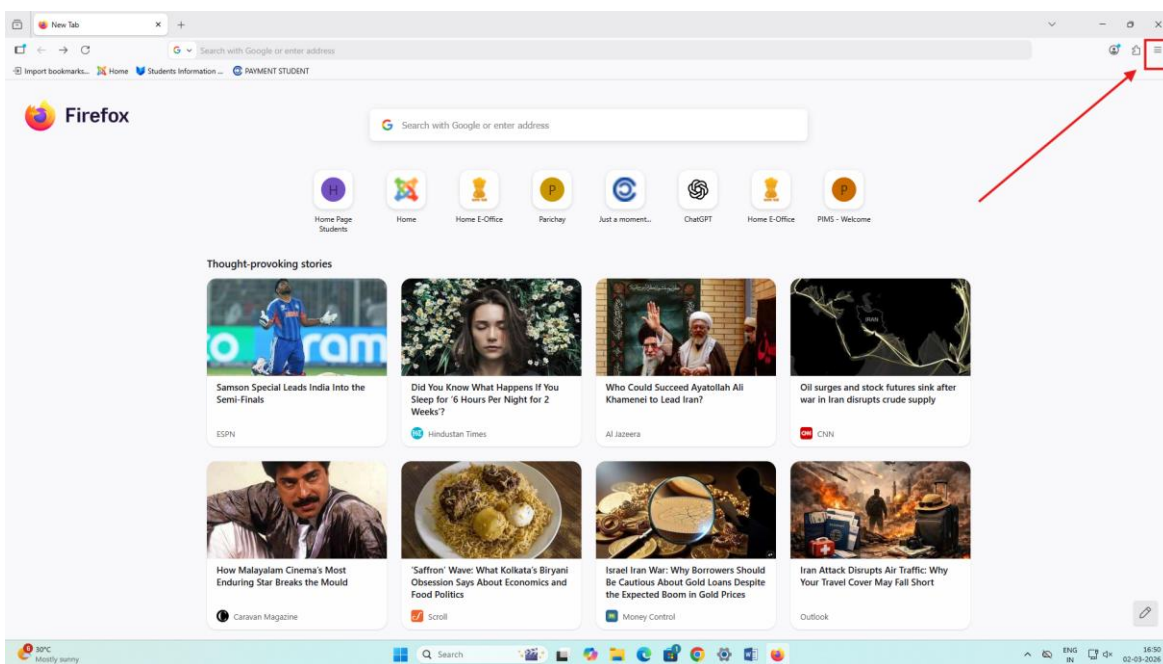 New Tab
Search with Google or enter address
Import bookmarks...
Home
Students Information ...
PAYMENT STUDENT
Firefox
Search with Google or enter address
H
P
P
Home Page
Students
Home
Home E-Office
Parichay
Just a moment...
ChatGPT
Home E-Office
PIMS - Welcome
Thought-provoking stories
IRAN
Samson Special Leads India Into the
Semi-Finals
ESPN
Did You Know What Happens If You
Sleep for '6 Hours Per Night for 2
Weeks'?
Hindustan Times
Who Could Succeed Ayatollah Ali
Khamenei to Lead Iran?
Al Jazeera
Oil surges and stock futures sink after
war in Iran disrupts crude supply
CNN
How Malayalam Cinema's Most
Enduring Star Breaks the Mould
Caravan Magazine
'Saffron' Wave: What Kolkata's Biryani
Obsession Says About Economics and
Food Politics
Scroll
Israel Iran War: Why Borrowers Should
Be Cautious About Gold Loans Despite
the Expected Boom in Gold Prices
Money Control
Iran Attack Disrupts Air Traffic: Why
Your Travel Cover May Fall Short
Outlook
30°C
Mostly sunny
Search
ENG
IN
16:50
02-03-2026